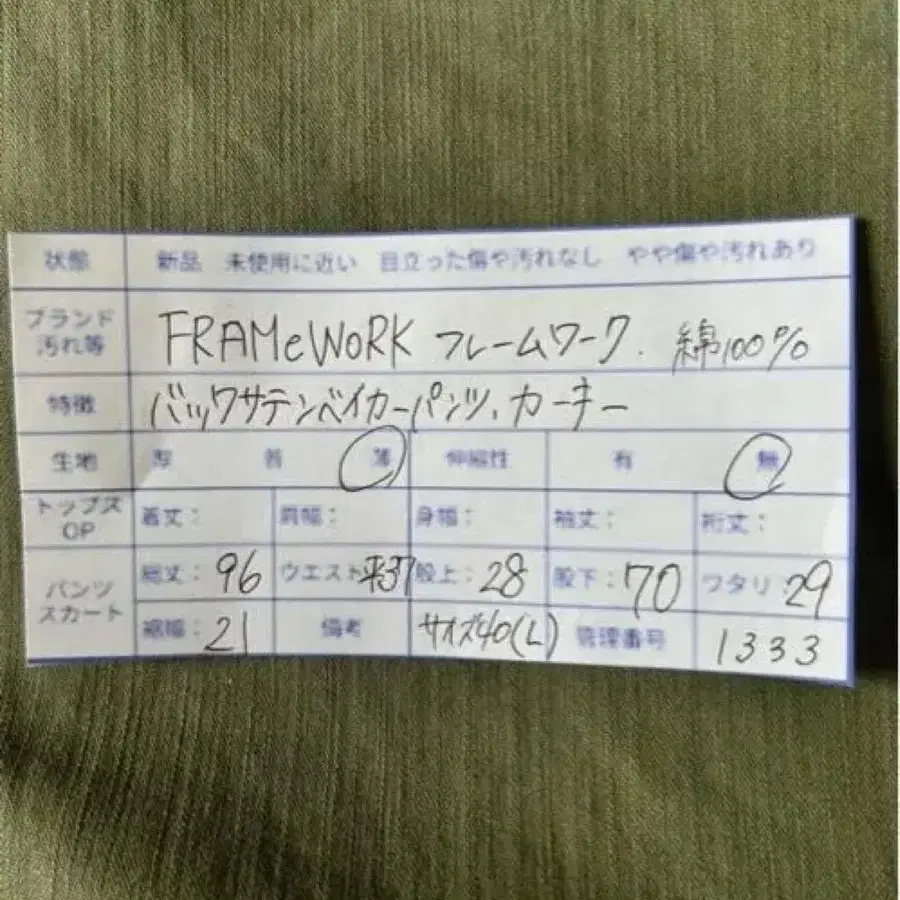 状態 新品 未使用に近い 目立った傷や汚れなし やや傷や汚れあり
ブランド 汚れ等 FRAMeWoRK フレームワーク. 綿100%
特徴 バックサテンベイカーパンツ、カーキー
生地 厚 普 薄 伸縮性 有 無
トップス OP 着丈: 肩幅: 身幅: 袖丈: 裄丈:
パンツ スカート 総丈: 96 ウエスト 平37 股上: 28 股下: 70 ワタリ: 29
裾幅: 21 備考 サイズ40(L) 管理番号 1333